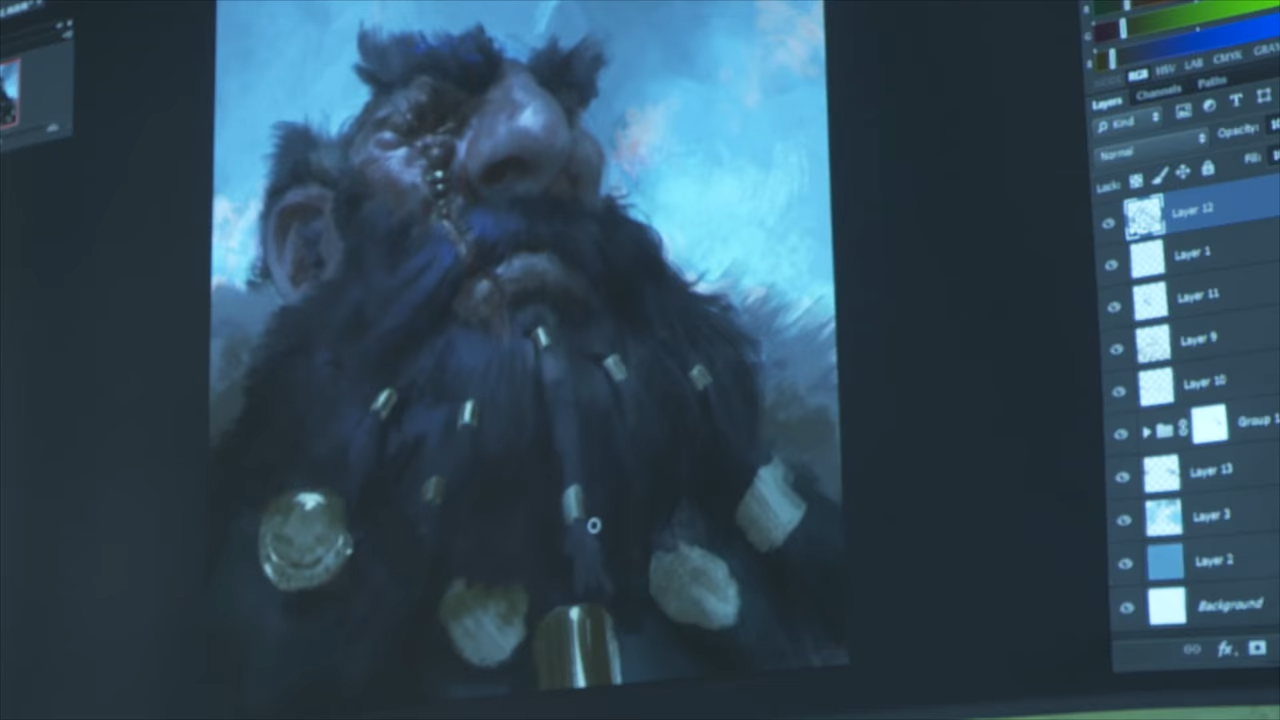 RGB HSV LAB CMYK
Layers Channels Paths
Kind
Normal Opacity:
Lock: Fill:
Layer 12
Layer 1
Layer 11
Layer 9
Layer 10
Group 1
Layer 13
Layer 3
Layer 2
Background
fx